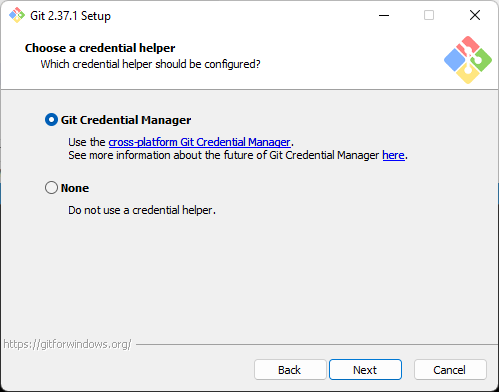 Git 2.37.1 Setup
Choose a credential helper
Which credential helper should be configured?
Git Credential Manager
Use the cross-platform Git Credential Manager.
See more information about the future of Git Credential Manager here.
None
Do not use a credential helper.
https://gitforwindows.org/
Back Next Cancel